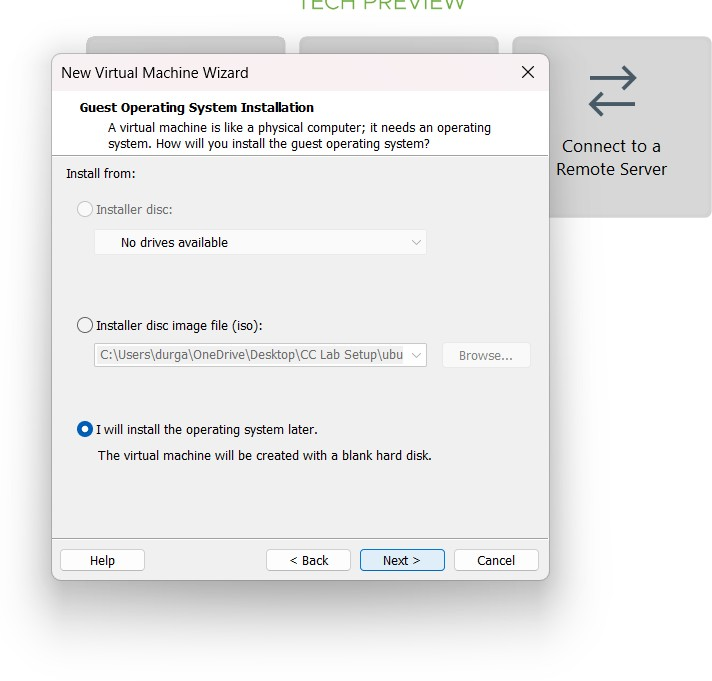 TECH PREVIEW
New Virtual Machine Wizard
Guest Operating System Installation
A virtual machine is like a physical computer; it needs an operating
system. How will you install the guest operating system?
Install from:
Installer disc:
No drives available
Installer disc image file (iso):
C:\Users\durga\OneDrive\Desktop\CC Lab Setup\ubu
Browse...
I will install the operating system later.
The virtual machine will be created with a blank hard disk.
Help
< Back
Next >
Cancel
Connect to a
Remote Server